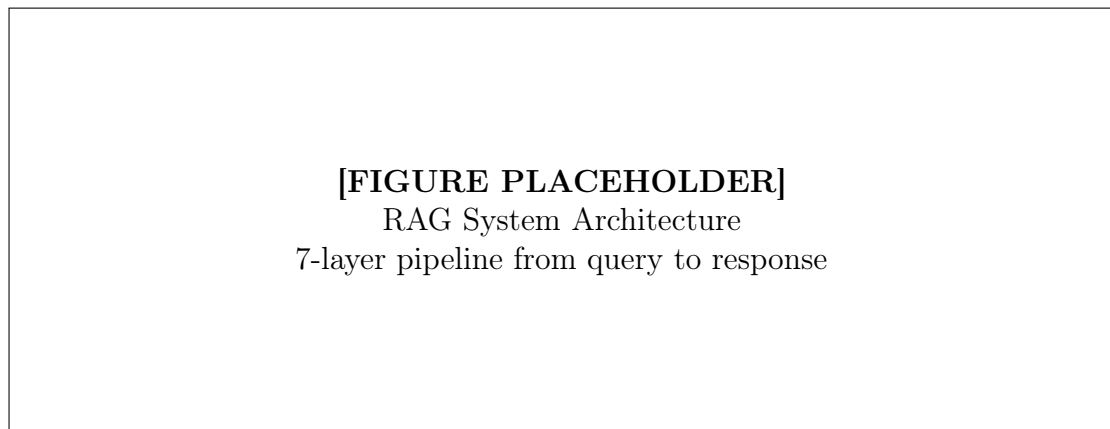 [FIGURE PLACEHOLDER]
RAG System Architecture
7-layer pipeline from query to response